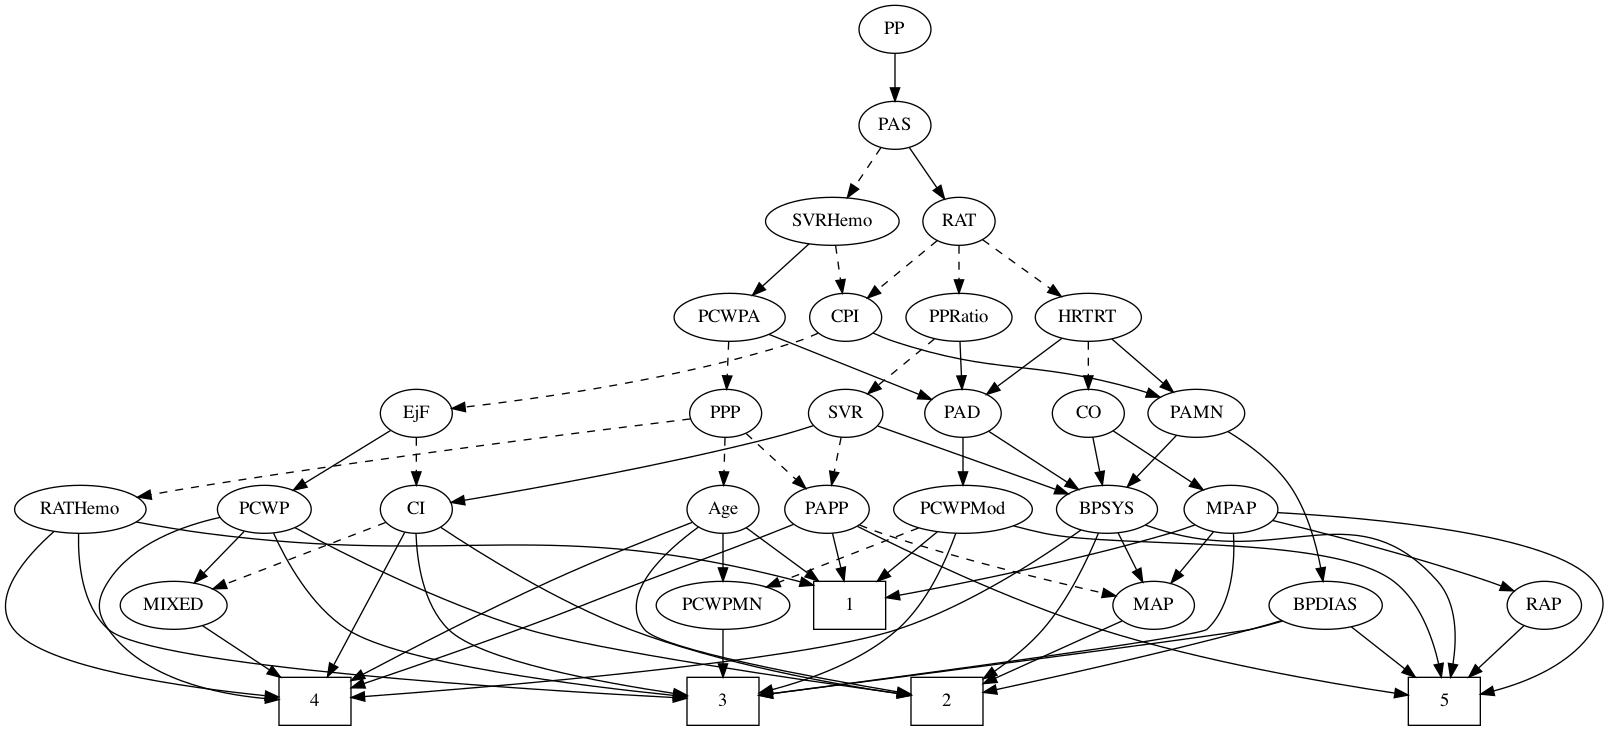 PP
PAS
SVRHemo RAT
PCWPA CPI PPRatio HRTRT
EjF PPP SVR PAD CO PAMN
RATHemo PCWP CI Age PAPP PCWPMod BPSYS MPAP
MIXED PCWPMN 1 MAP BPDIAS RAP
4 3 2 5